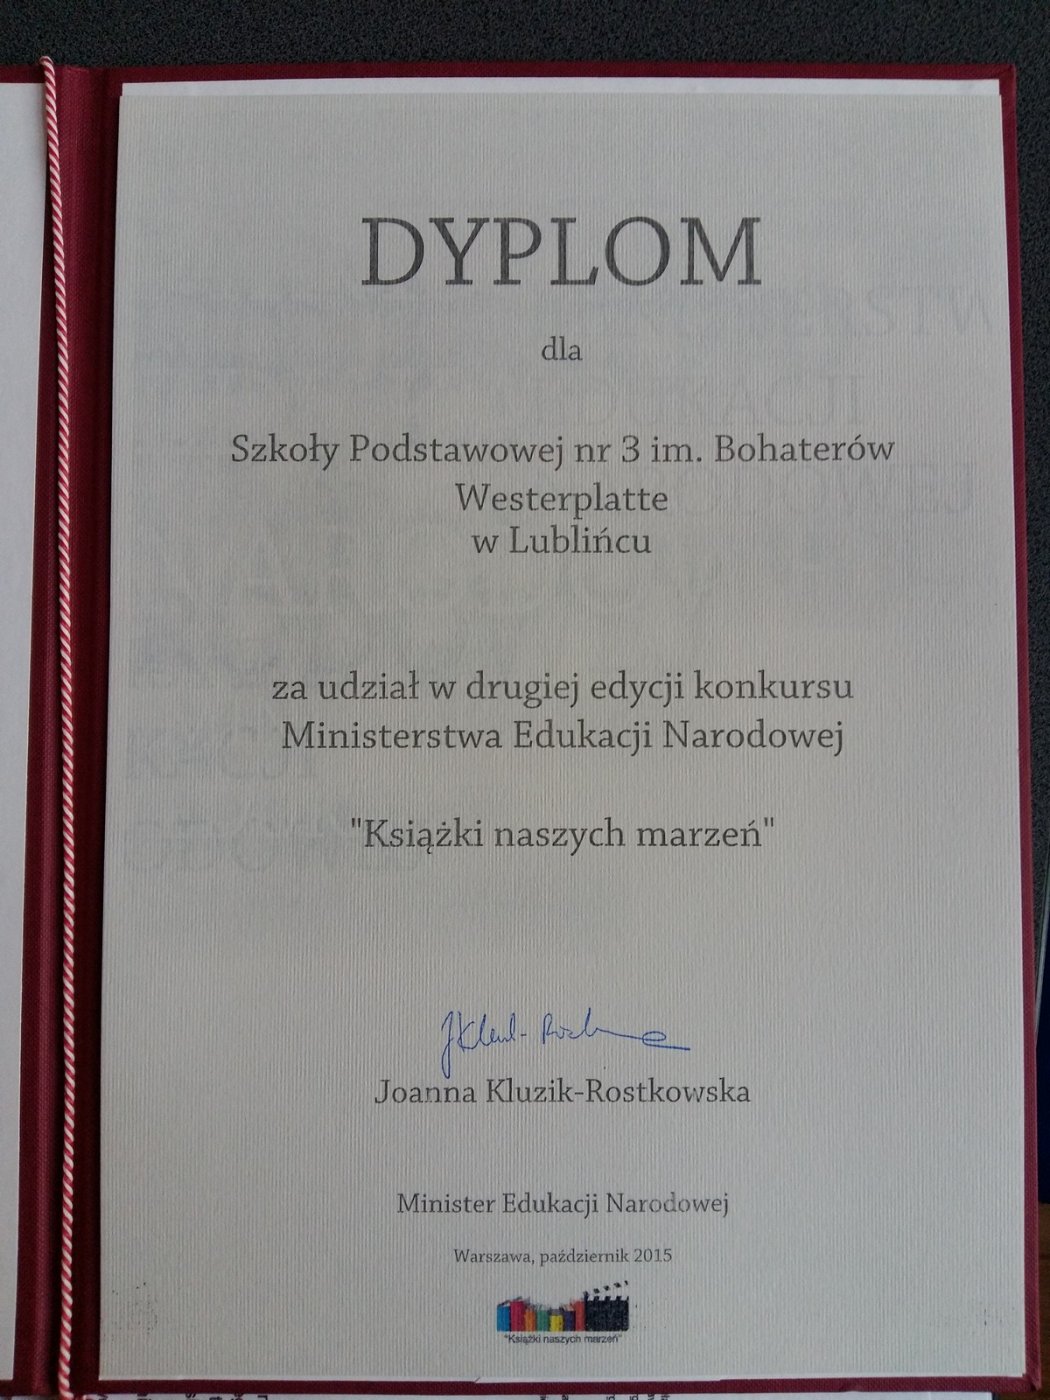 DYPLOM
dla
Szkoły Podstawowej nr 3 im. Bohaterów
Westerplatte
w Lublińcu
za udział w drugiej edycji konkursu
Ministerstwa Edukacji Narodowej
"Książki naszych marzeń"
Joanna Kluzik-Rostkowska
Minister Edukacji Narodowej
Warszawa, październik 2015
"Książki naszych marzeń"